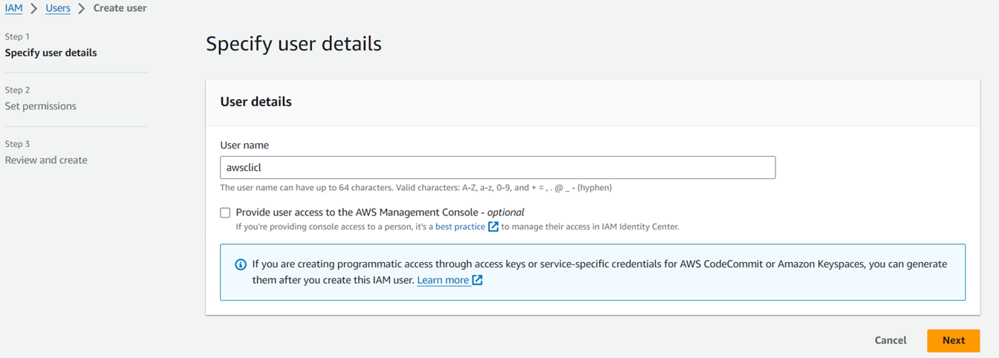 IAM > Users > Create user
Step 1
Specify user details
Step 2
Set permissions
Step 3
Review and create
Specify user details
User details
User name
awsclicl
The user name can have up to 64 characters. Valid characters: A-Z, a-z, 0-9, and + = , . @ _ - (hyphen)
Provide user access to the AWS Management Console - optional
If you're providing console access to a person, it's a best practice to manage their access in IAM Identity Center.
If you are creating programmatic access through access keys or service-specific credentials for AWS CodeCommit or Amazon Keyspaces, you can generate
them after you create this IAM user. Learn more
Cancel
Next